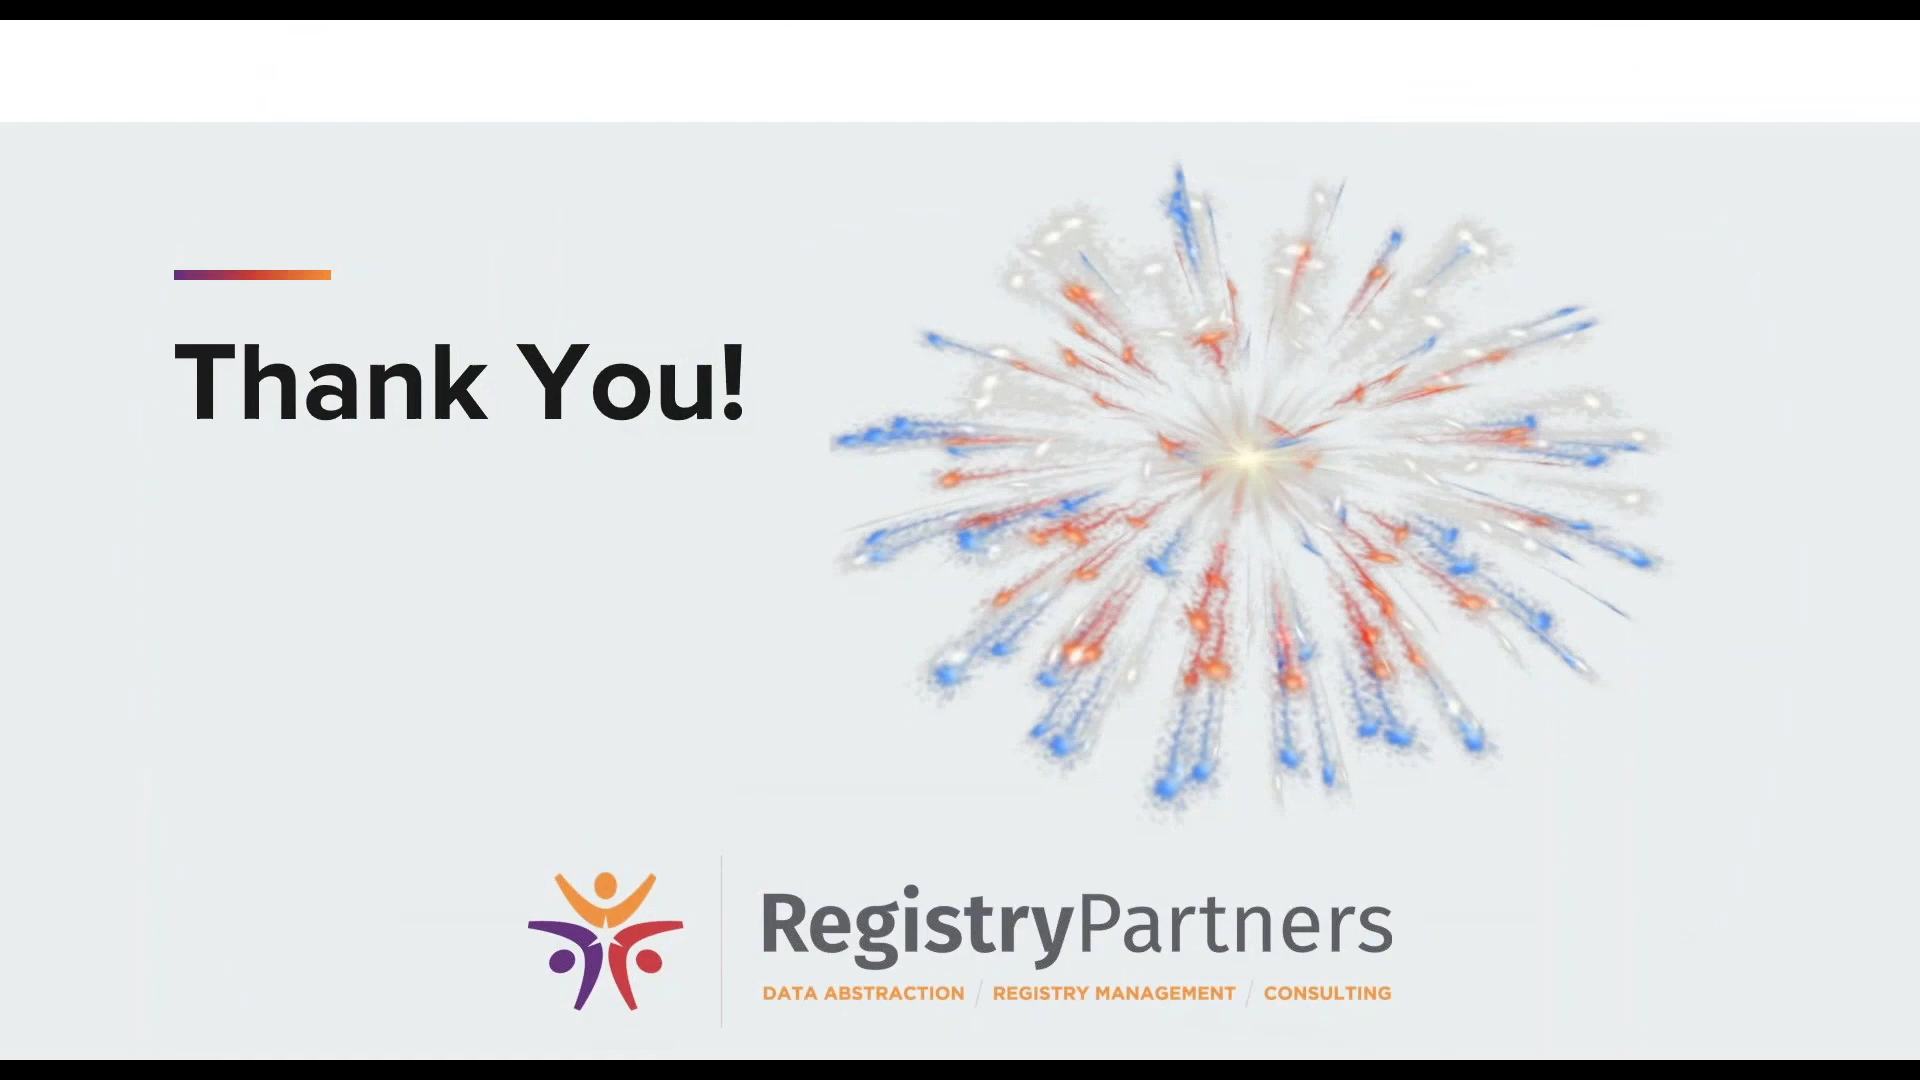 Thank You!
RegistryPartners
DATA ABSTRACTION / REGISTRY MANAGEMENT / CONSULTING